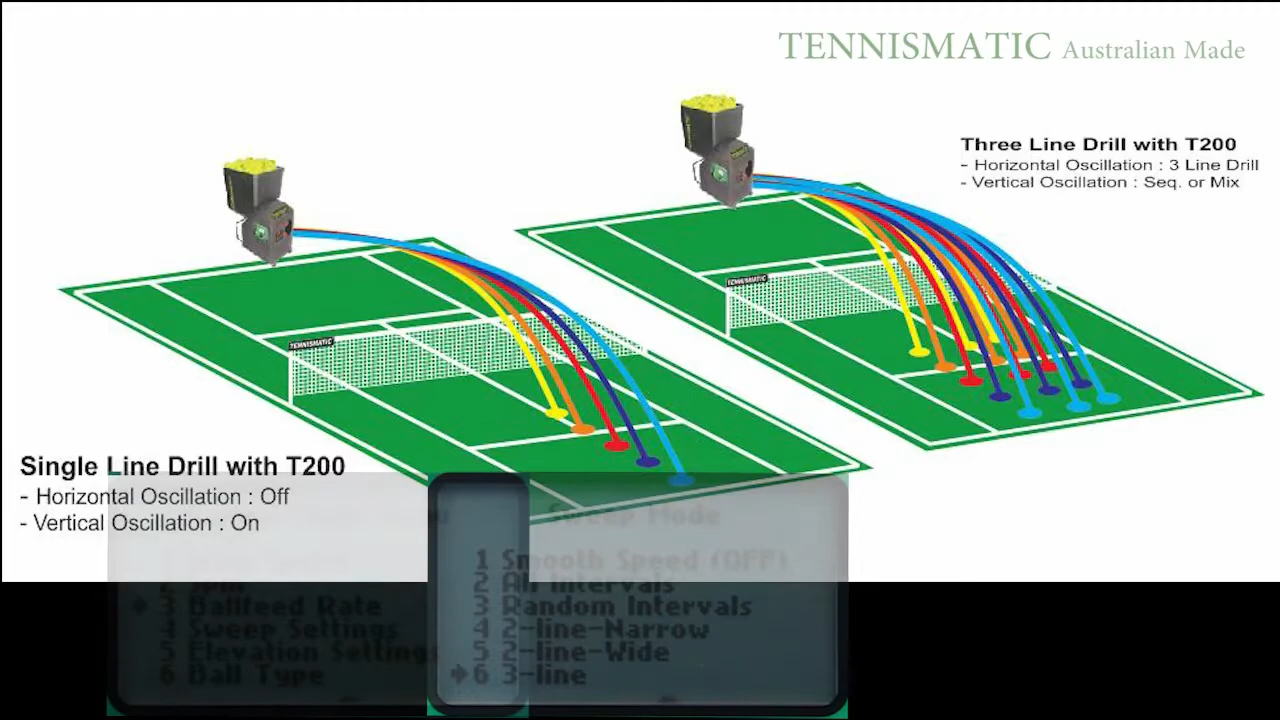 TENNISMATIC Australian Made
Three Line Drill with T200
- Horizontal Oscillation : 3 Line Drill
- Vertical Oscillation : Seq. or Mix
TENNISMATIC
TENNISMATIC
Single Line Drill with T200
- Horizontal Oscillation : Off
- Vertical Oscillation : On
Sweep Mode
1 Smooth Speed (OFF)
2 All Intervals
3 Random Intervals
4 2-line-Narrow
5 2-line-Wide
6 3-line
3 Ballfeed Rate
4 Sweep Settings
5 Elevation Settings
6 Ball Type